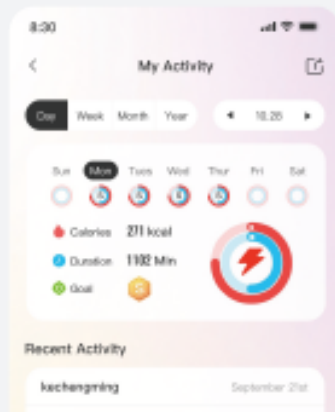 8:30
My Activity
Day Week Month Year 10.28
Sun Mon Tues Wed Thur Fri Sat
Calories 271 kcal
Duration 1102 Min
Goal
Recent Activity
kechengming September 21st